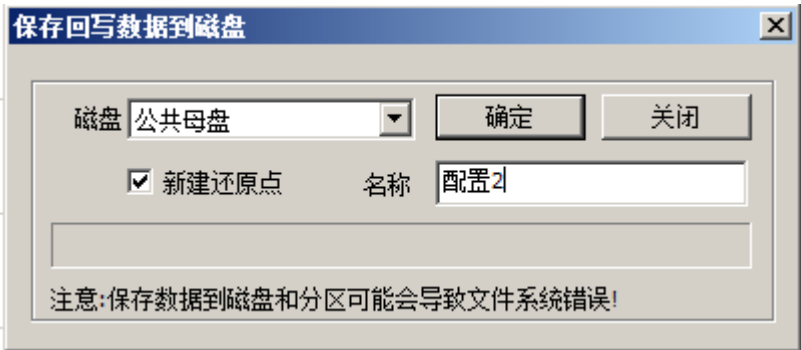 保存回写数据到磁盘
磁盘 公共母盘 确定 关闭
新建还原点 名称 配置2
注意:保存数据到磁盘和分区可能会导致文件系统错误!